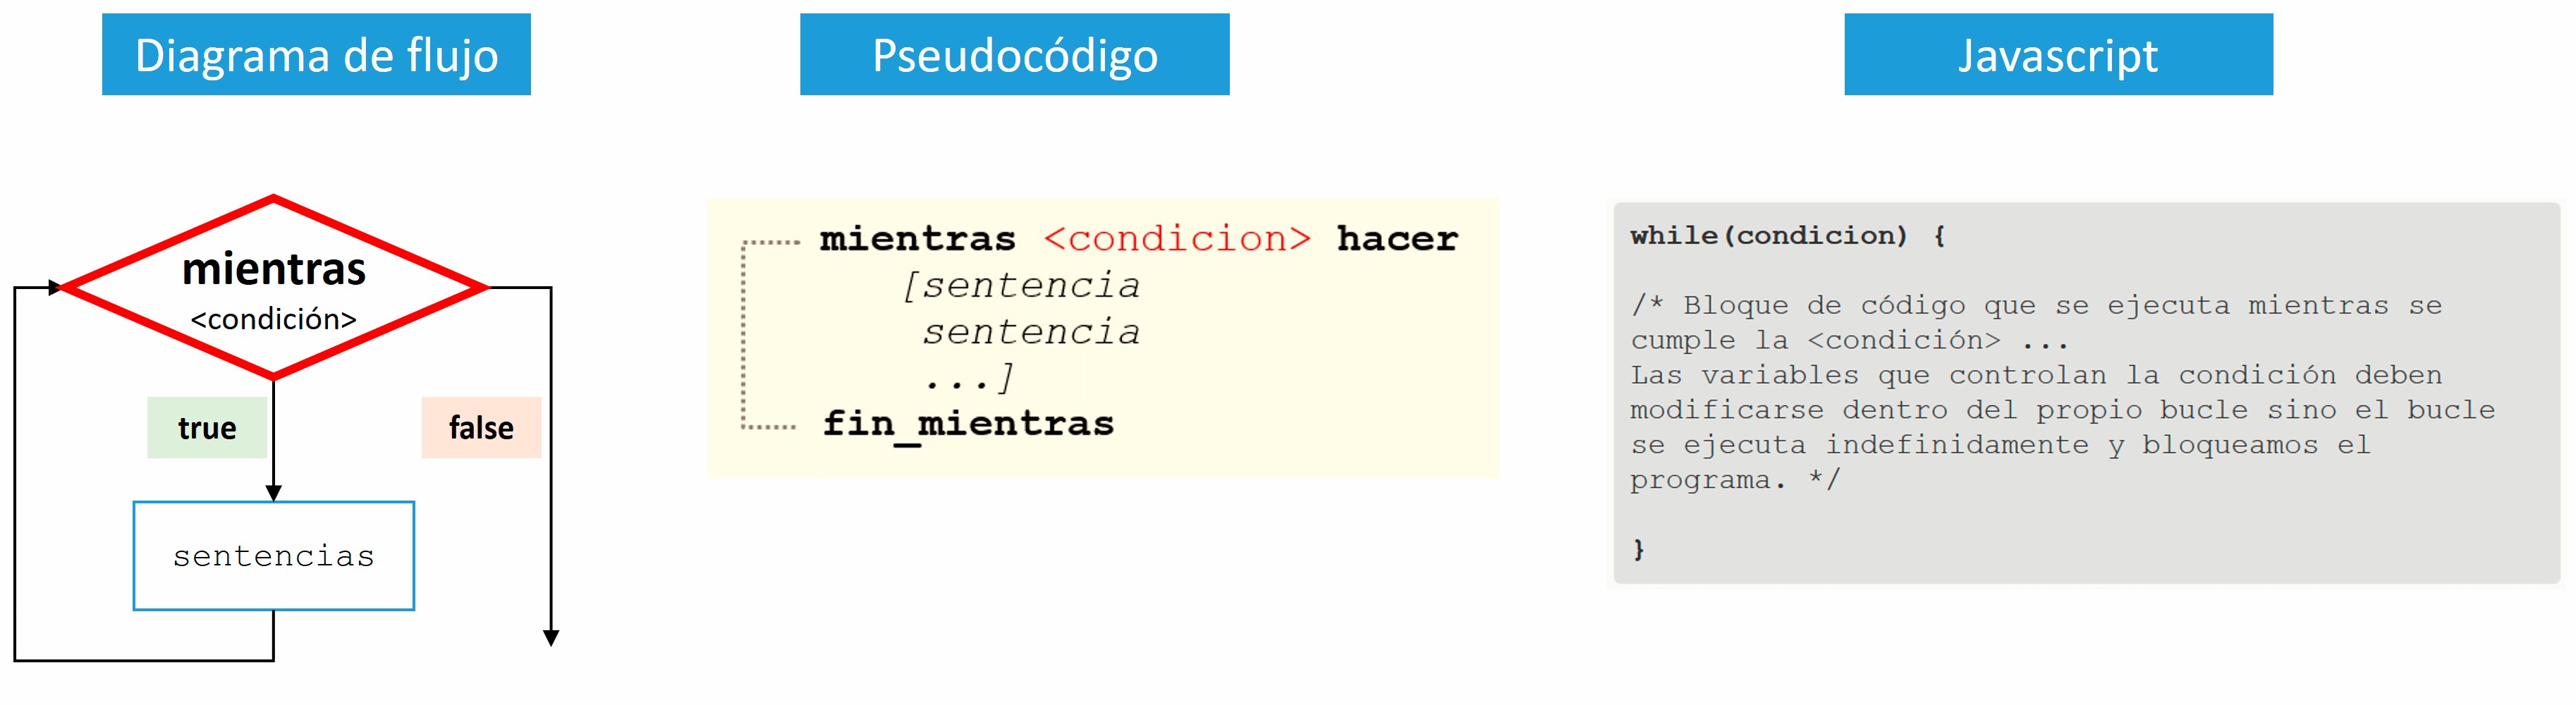 Diagrama de flujo
mientras
<condición>
true
false
sentencias
Pseudocódigo
mientras <condicion> hacer
[sentencia
sentencia
...]
fin_mientras
Javascript
while(condicion) {
/* Bloque de código que se ejecuta mientras se
cumple la <condición> ...
Las variables que controlan la condición deben
modificarse dentro del propio bucle sino el bucle
se ejecuta indefinidamente y bloqueamos el
programa. */
}